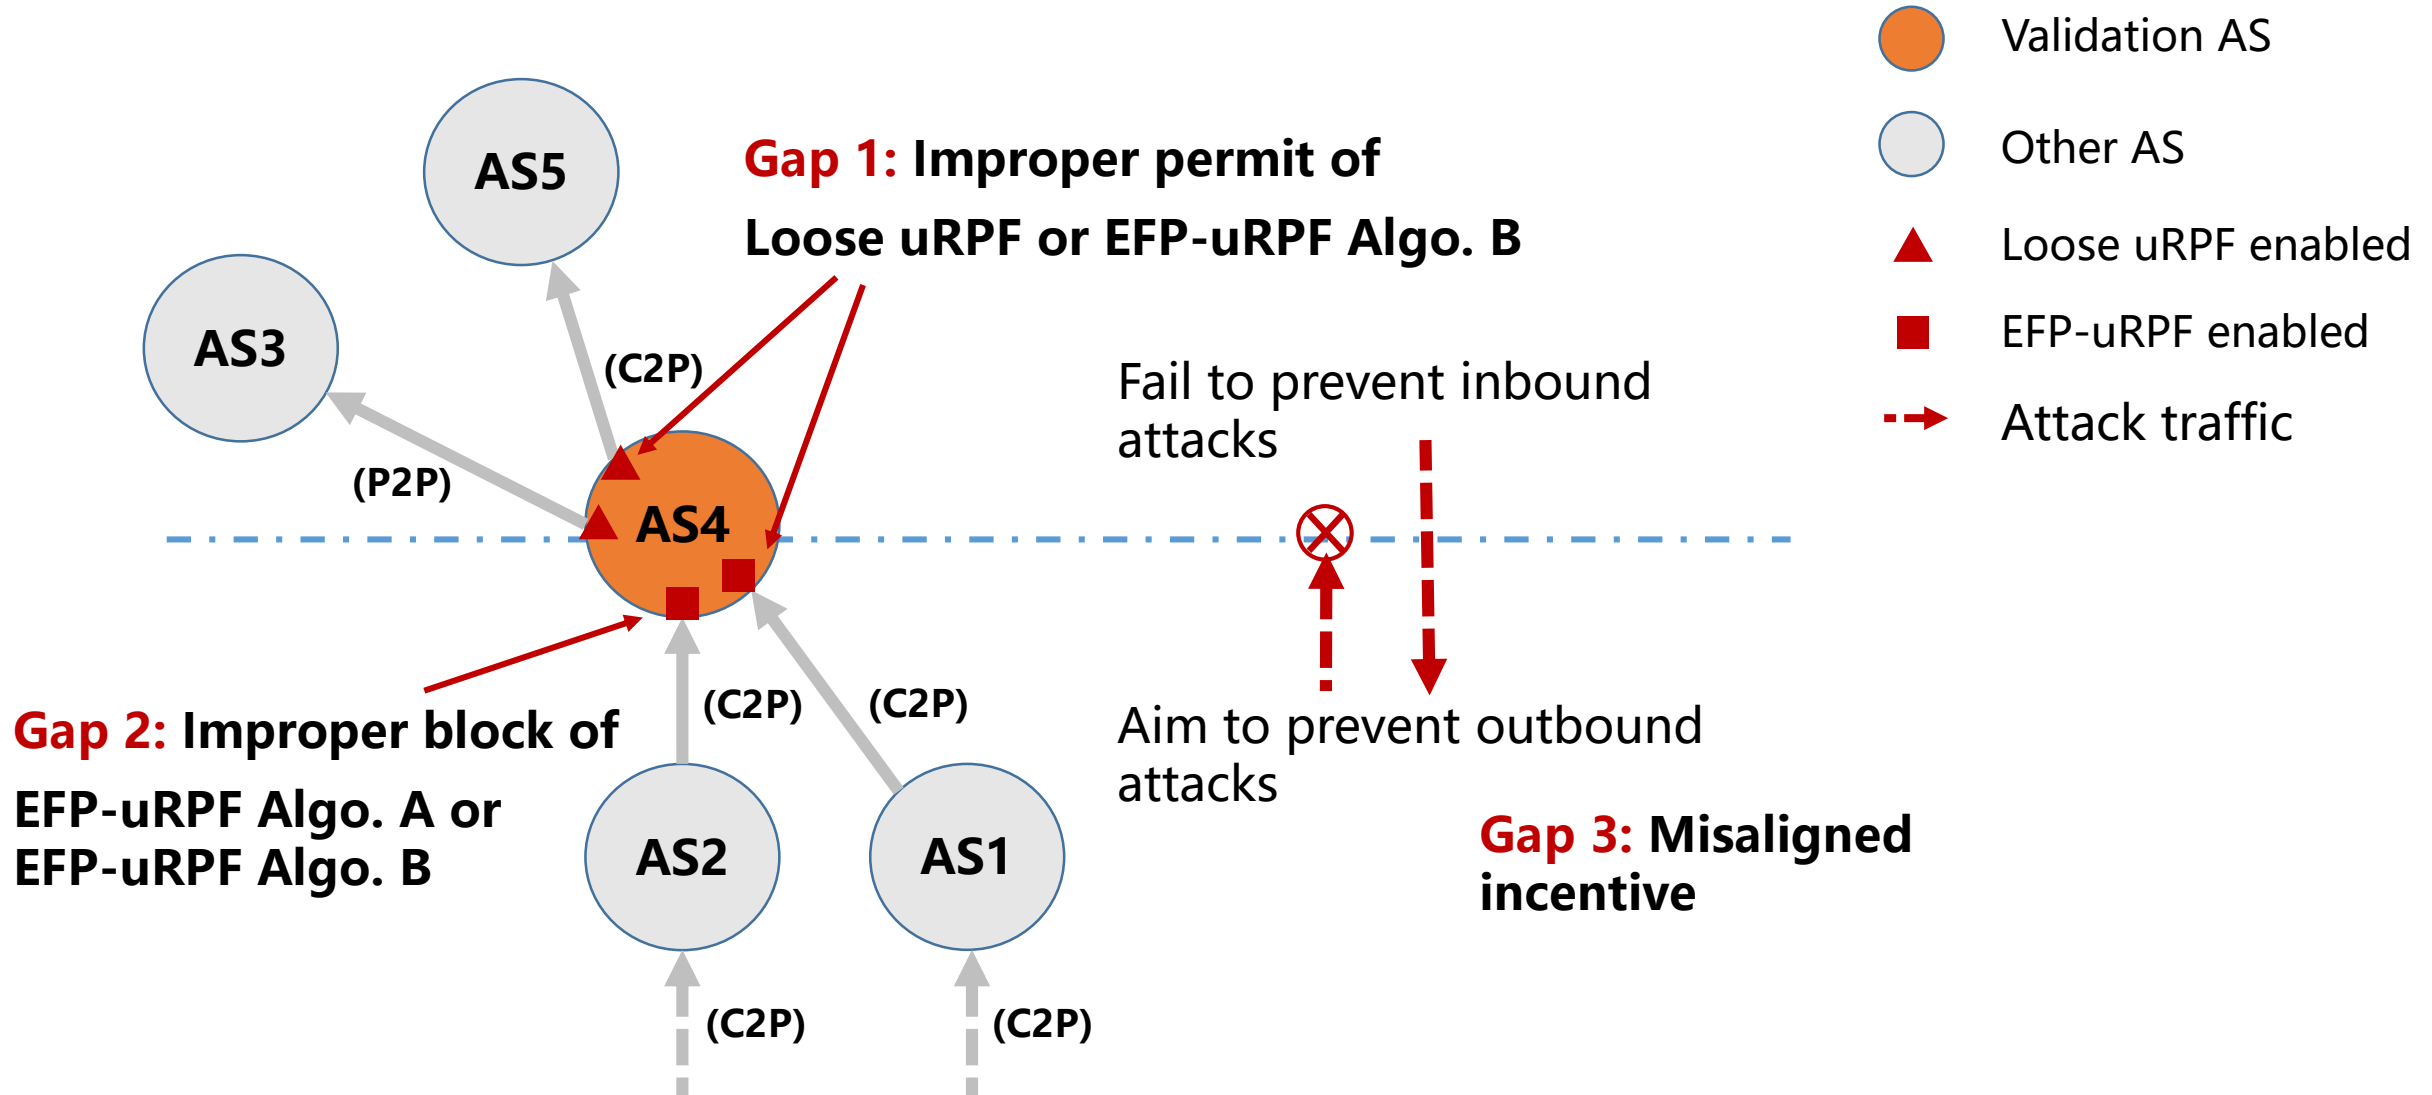 Validation AS
Other AS
Loose uRPF enabled
EFP-uRPF enabled
Attack traffic
AS5
Gap 1: Improper permit of
Loose uRPF or EFP-uRPF Algo. B
AS3
(C2P)
(P2P)
AS4
Fail to prevent inbound
attacks
Gap 2: Improper block of
EFP-uRPF Algo. A or
EFP-uRPF Algo. B
(C2P)
(C2P)
Aim to prevent outbound
attacks
Gap 3: Misaligned
incentive
AS2
AS1
(C2P)
(C2P)